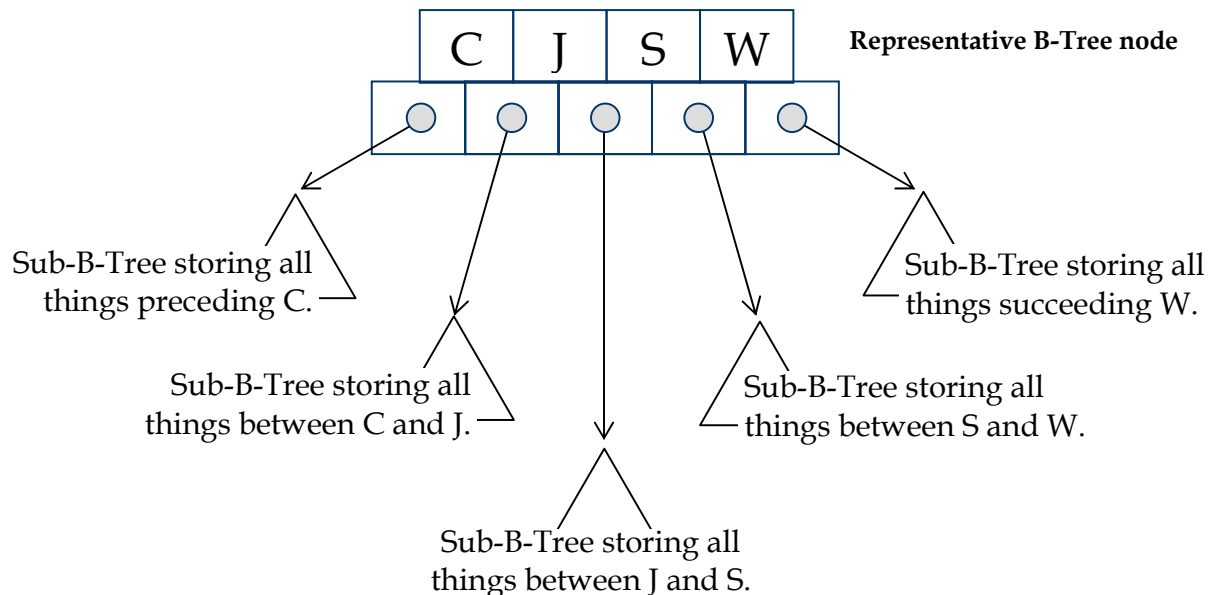 C J S W
Representative B-Tree node
Sub-B-Tree storing all
things preceding C.
Sub-B-Tree storing all
things succeeding W.
Sub-B-Tree storing all
things between C and J.
Sub-B-Tree storing all
things between S and W.
Sub-B-Tree storing all
things between J and S.